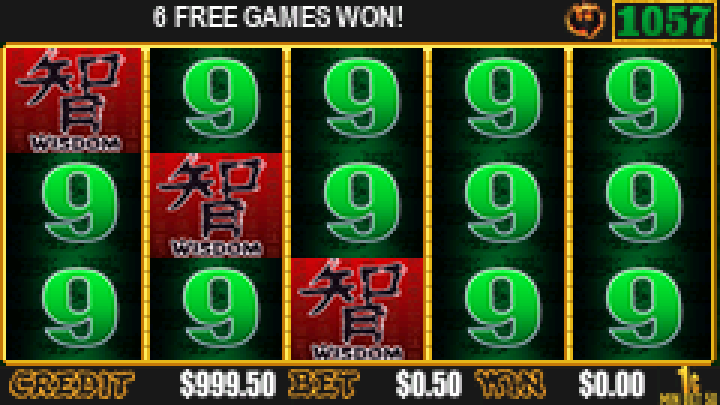 6 FREE GAMES WON!
1057
智 9 9 9 9
WISDOM
9 智 9 9 9
WISDOM
9 9 智 9 9
WISDOM
CREDIT $999.50 BET $0.50 WIN $0.00 1¢